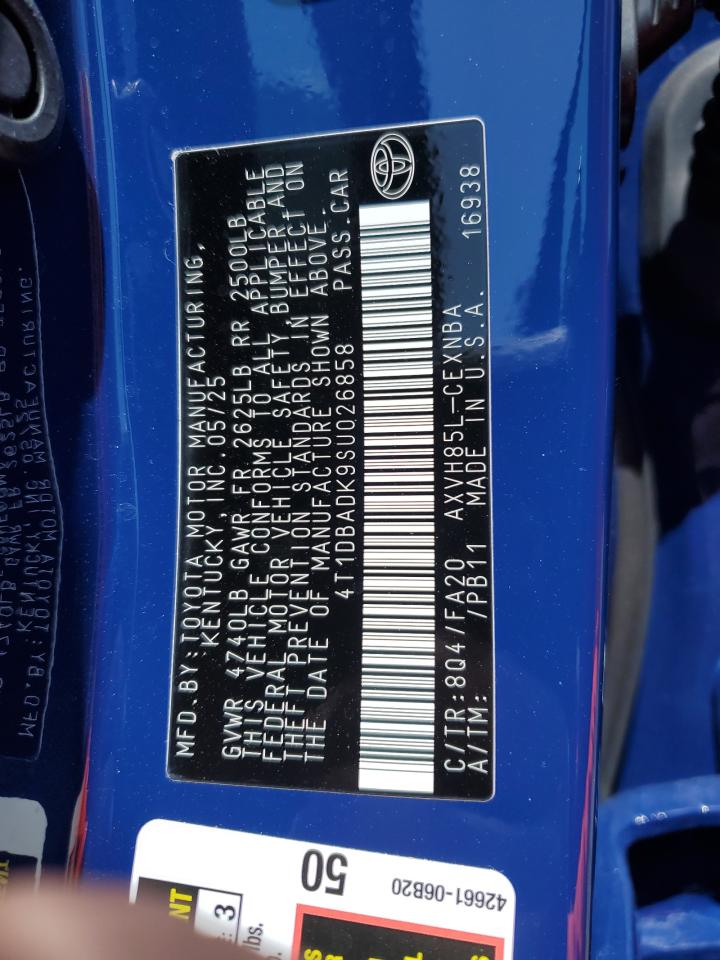 MFD.BY:TOYOTA MOTOR MANUFACTURING,
KENTUCKY, INC.05/25
GVWR 4740LB GAWR FR 2625LB RR 2500LB
THIS VEHICLE CONFORMS TO ALL APPLICABLE
FEDERAL MOTOR VEHICLE SAFETY, BUMPER AND
THEFT PREVENTION STANDARDS IN EFFECT ON
THE DATE OF MANUFACTURE SHOWN ABOVE.
4T1DBADK9SU026858 PASS.CAR
C/TR:8Q4/FA20 AXVH85L-CEXNBA 16938
A/TM: /PB11 MADE IN U.S.A.
50
42661-06B20
3
lbs.